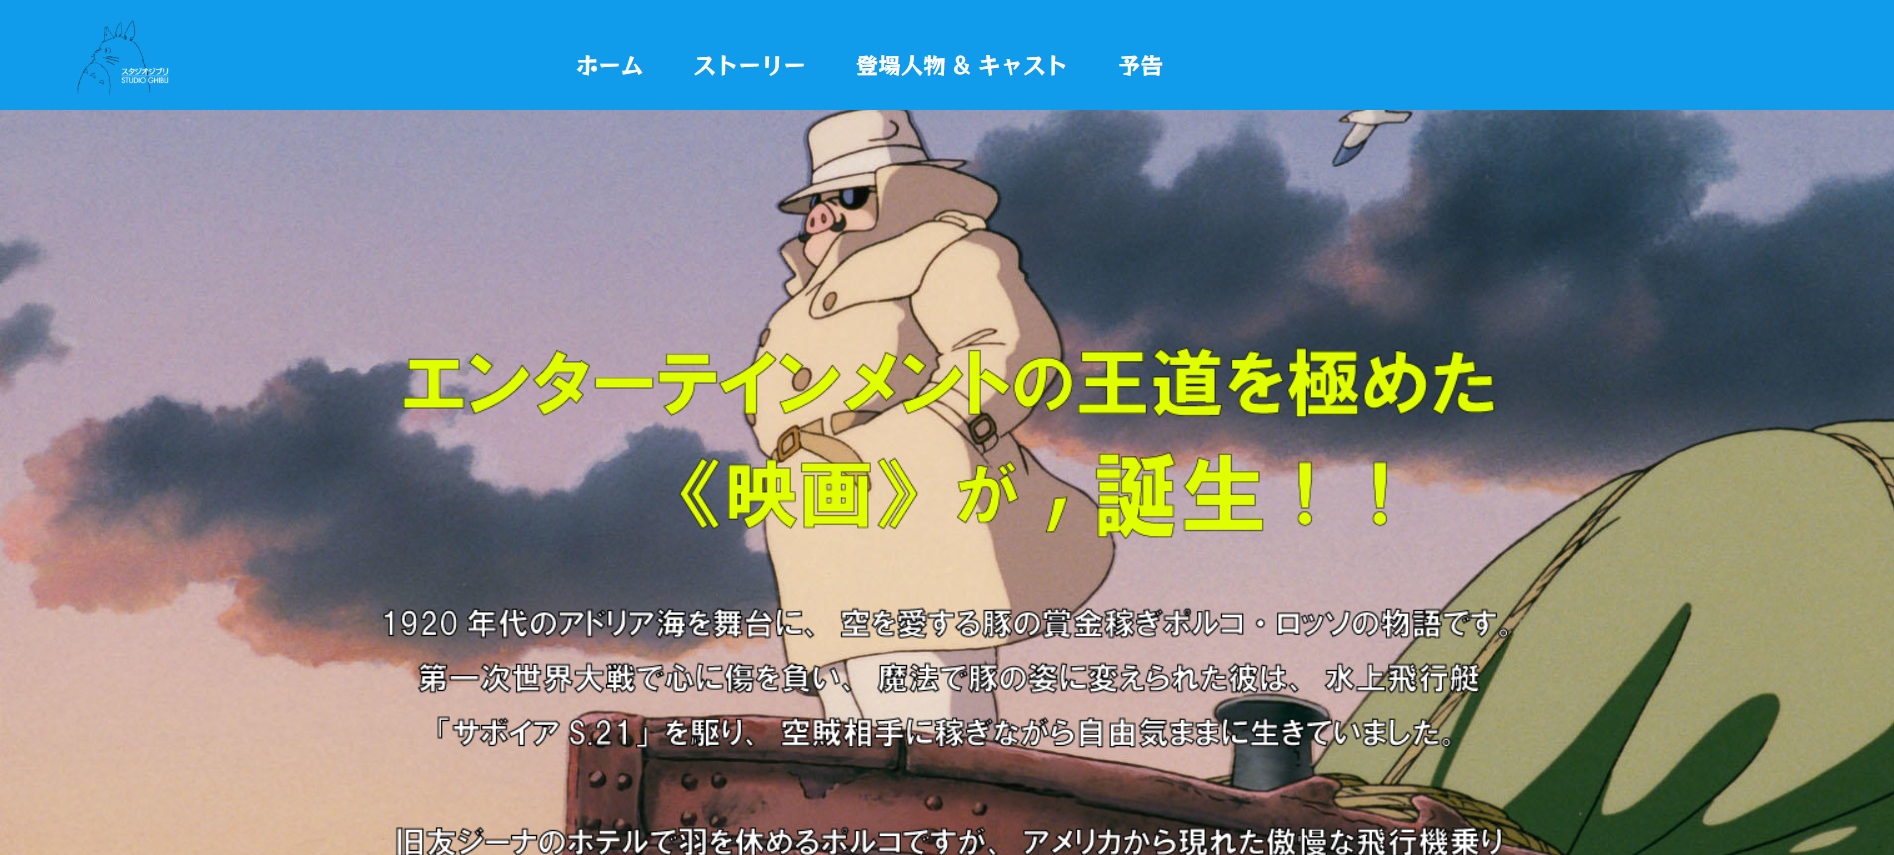 スタジオジブリ
STUDIO GHIBLI
ホーム ストーリー 登場人物 & キャスト 予告
エンターテインメントの王道を極めた
《映画》が，誕生！！
1920 年代のアドリア海を舞台に、 空を愛する豚の賞金稼ぎポルコ・ロッソの物語です。
第一次世界大戦で心に傷を負い、 魔法で豚の姿に変えられた彼は、 水上飛行艇
「サボイア S.21」を駆り、 空賊相手に稼ぎながら自由気ままに生きていました。
旧友ジーナのホテルで羽を休めるポルコですが、 アメリカから現れた傲慢な飛行機乗り